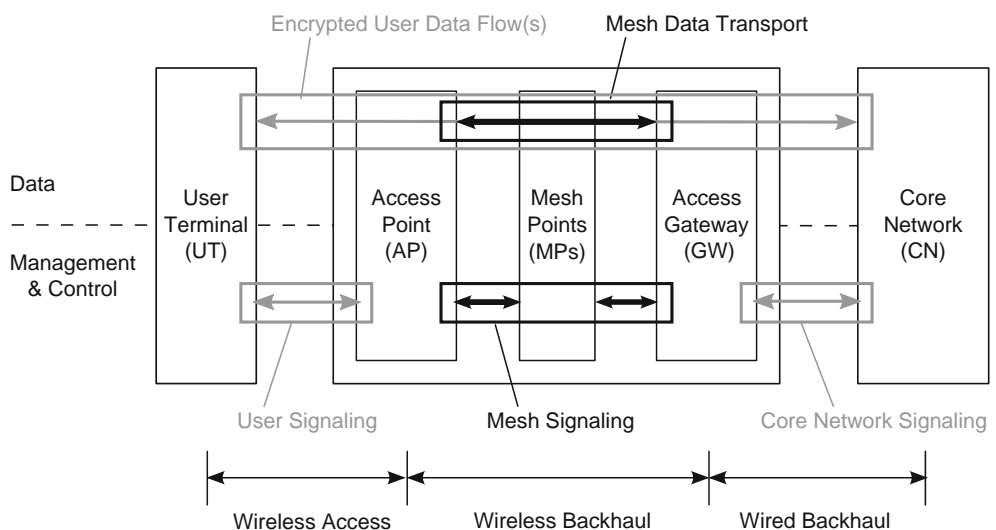 Encrypted User Data Flow(s)
Mesh Data Transport
Data
Management
& Control
User
Terminal
(UT)
Access
Point
(AP)
Mesh
Points
(MPs)
Access
Gateway
(GW)
Core
Network
(CN)
User Signaling
Mesh Signaling
Core Network Signaling
Wireless Access
Wireless Backhaul
Wired Backhaul